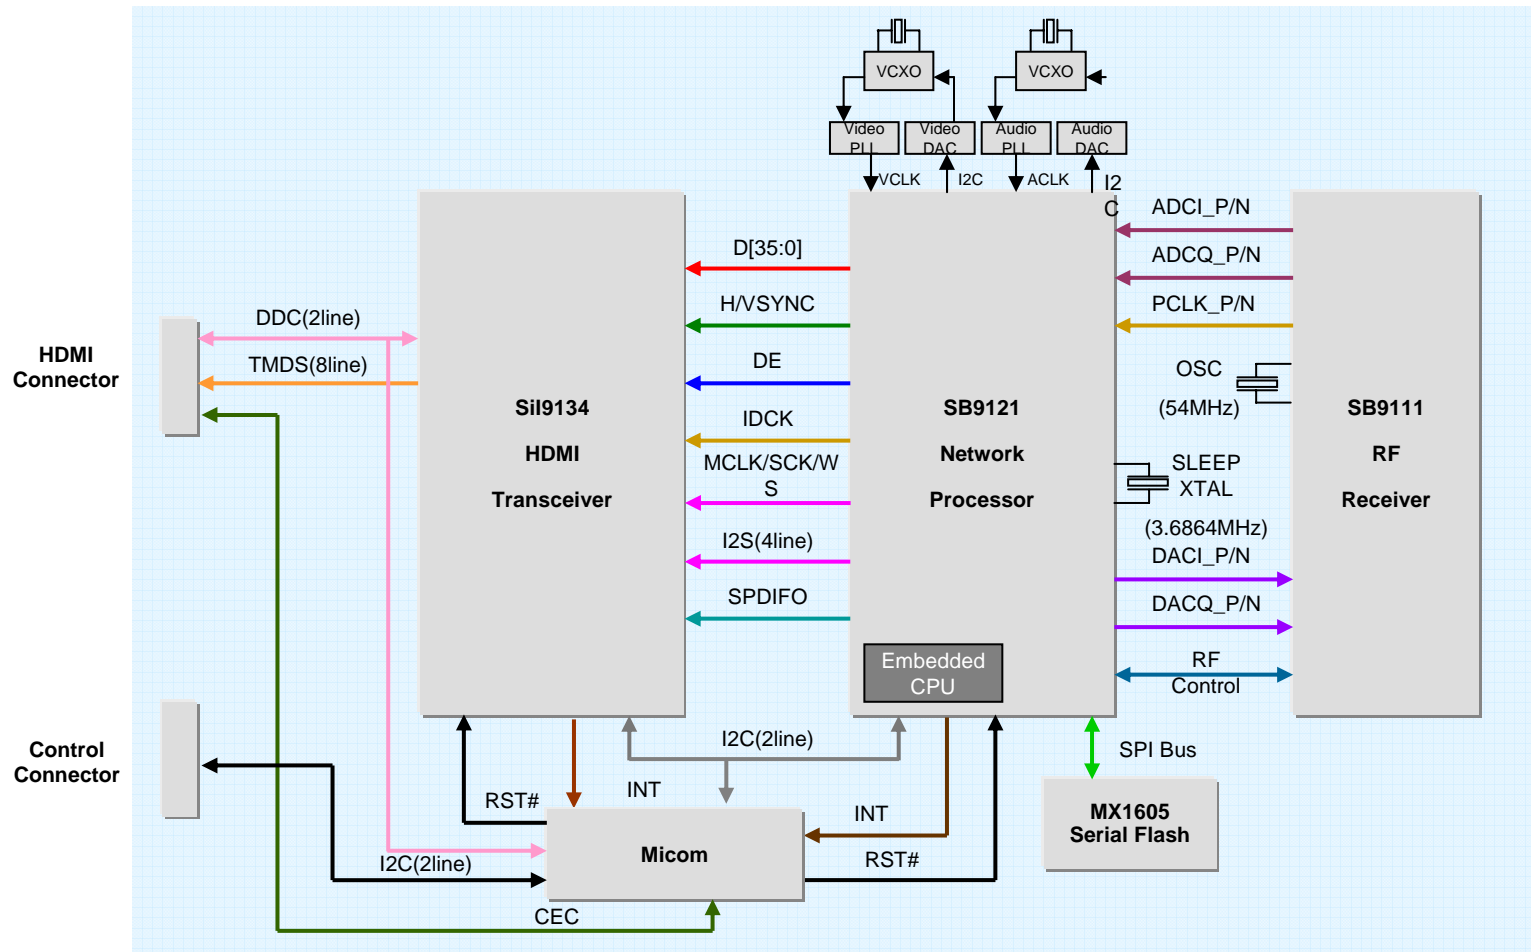 VCXO
VCXO
Video
PLL
Video
DAC
Audio
PLL
Audio
DAC
VCLK
I2C
ACLK
I2
C
ADCI_P/N
D[35:0]
ADCQ_P/N
H/VSYNC
PCLK_P/N
DDC(2line)
HDMI
Connector
TMDS(8line)
DE
OSC
(54MHz)
SiI9134
HDMI
Transceiver
SB9121
Network
Processor
SB9111
RF
Receiver
IDCK
MCLK/SCK/W
S
SLEEP
XTAL
(3.6864MHz)
I2S(4line)
DACI_P/N
SPDIFO
DACQ_P/N
Embedded
CPU
RF
Control
Control
Connector
I2C(2line)
SPI Bus
INT
RST#
INT
MX1605
Serial Flash
Micom
I2C(2line)
RST#
CEC